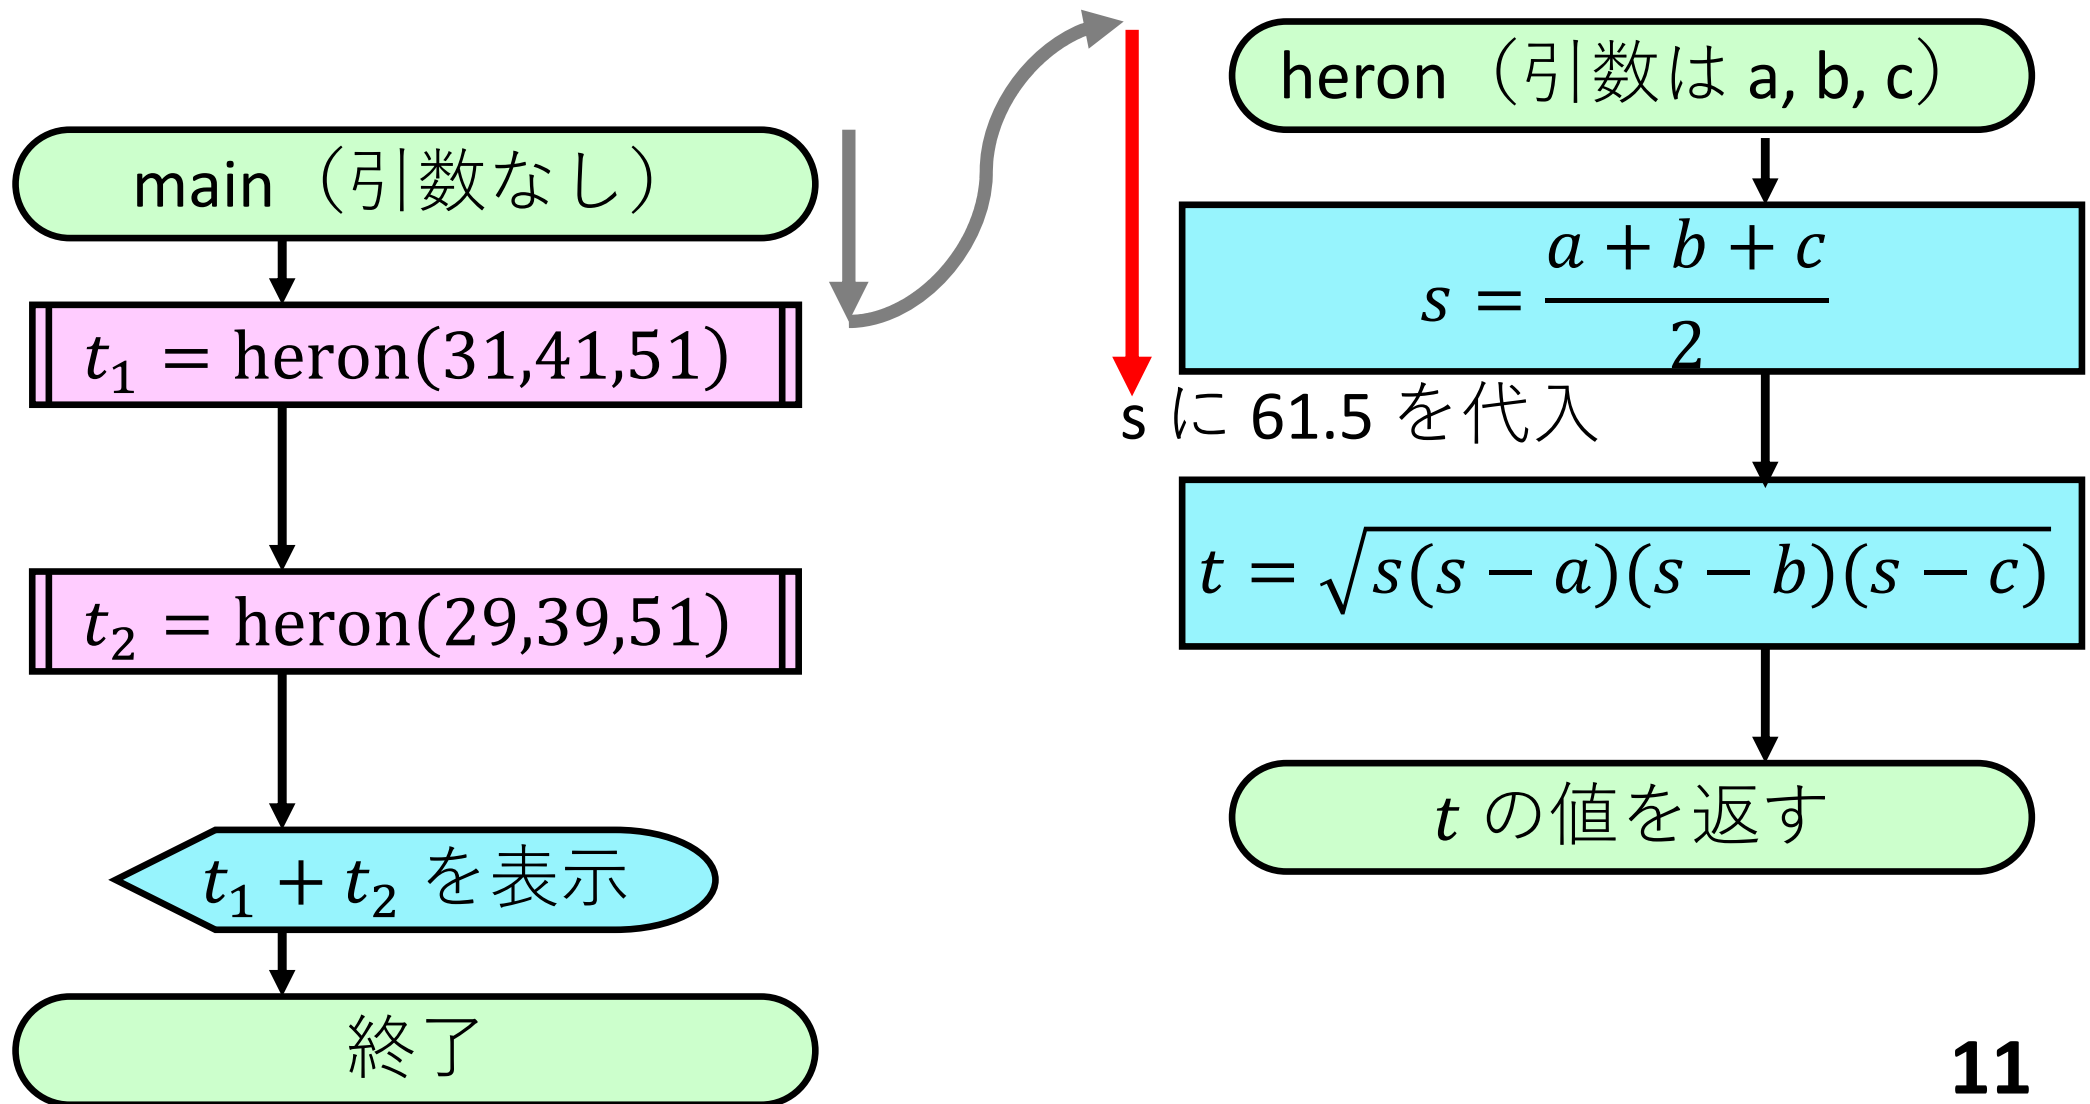 main（引数なし）
t₁ = heron(31,41,51)
t₂ = heron(29,39,51)
t₁ + t₂ を表示
終了
heron（引数は a, b, c）
s = (a + b + c) / 2
s に 61.5 を代入
t = √s(s − a)(s − b)(s − c)
t の値を返す
11